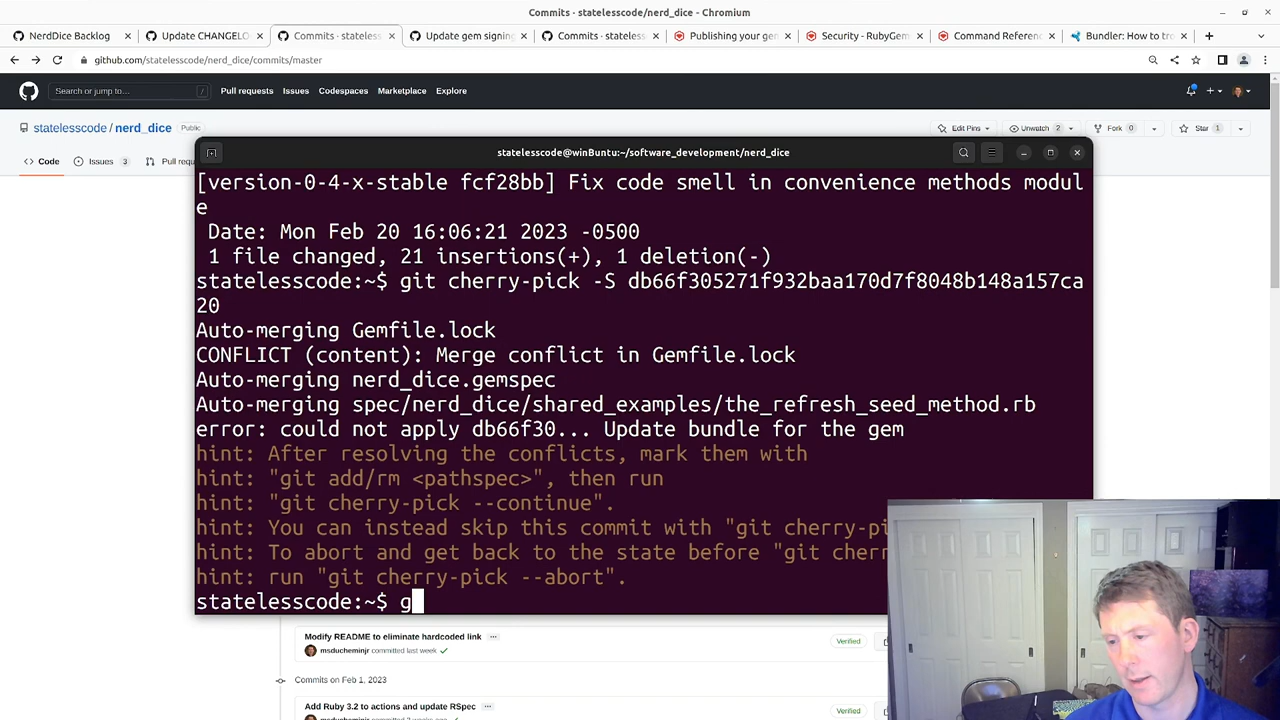 Commits - statelesscode/nerd_dice - Chromium
NerdDice Backlog
Update CHANGELO
Commits · stateless
Update gem signing
Commits · stateless
Publishing your ge
Security - RubyGem
Command Referenc
Bundler: How to tro
github.com/statelesscode/nerd_dice/commits/master
Search or jump to...
/
Pull requests
Issues
Codespaces
Marketplace
Explore
statelesscode / nerd_dice
Public
Edit Pins
Unwatch 2
Fork 0
Star 1
Code
Issues 3
Pull requ
statelesscode@winBuntu:~/software_development/nerd_dice
[version-0-4-x-stable fcf28bb] Fix code smell in convenience methods modul
e
Date: Mon Feb 20 16:06:21 2023 -0500
1 file changed, 21 insertions(+), 1 deletion(-)
statelesscode:~$ git cherry-pick -S db66f305271f932baa170d7f8048b148a157ca
20
Auto-merging Gemfile.lock
CONFLICT (content): Merge conflict in Gemfile.lock
Auto-merging nerd_dice.gemspec
Auto-merging spec/nerd_dice/shared_examples/the_refresh_seed_method.rb
error: could not apply db66f30... Update bundle for the gem
hint: After resolving the conflicts, mark them with
hint: "git add/rm <pathspec>", then run
hint: "git cherry-pick --continue".
hint: You can instead skip this commit with "git cherry-pi
hint: To abort and get back to the state before "git cherr
hint: run "git cherry-pick --abort".
statelesscode:~$ g
Modify README to eliminate hardcoded link
Verified
msducheminjr committed last week
Commits on Feb 1, 2023
Add Ruby 3.2 to actions and update RSpec
Verified